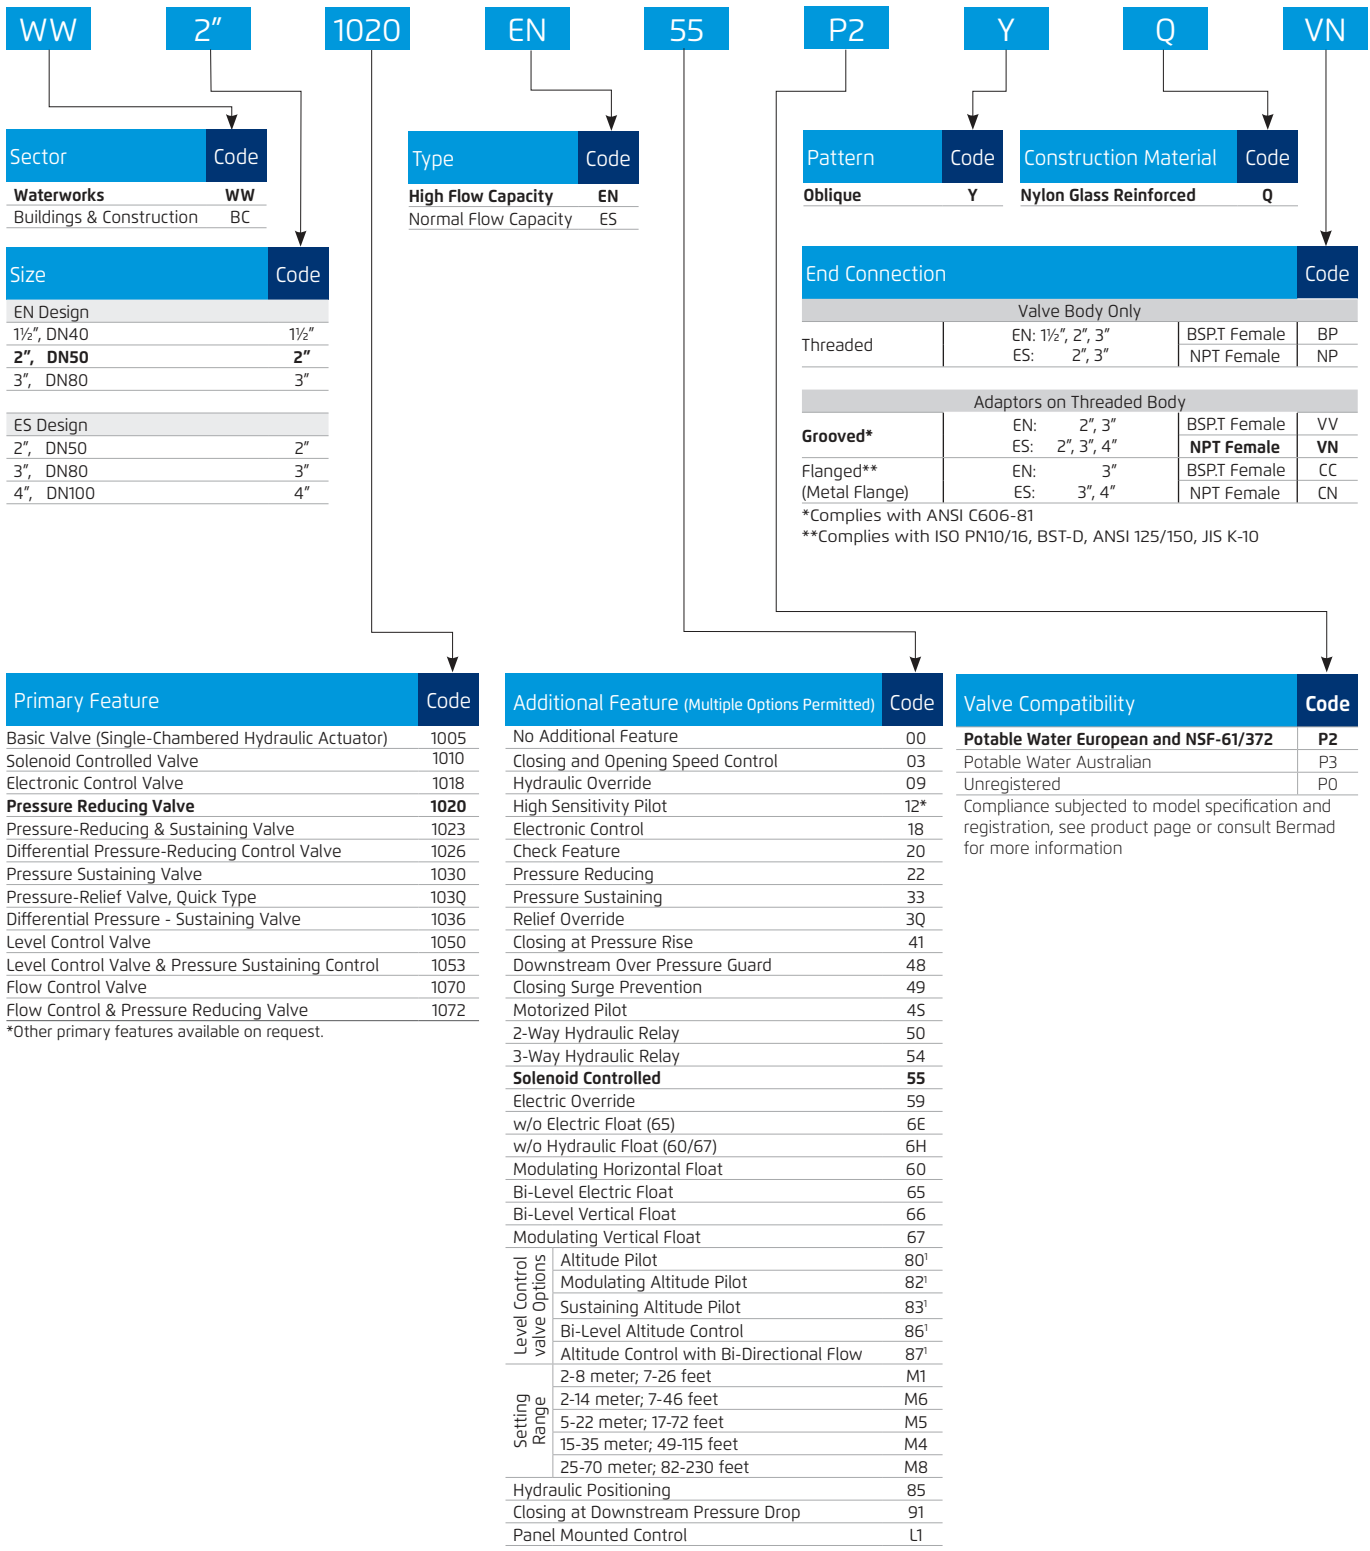 WW 2” 1020 EN 55 P2 Y Q VN
Sector Code
Waterworks WW
Buildings & Construction BC
Size Code
EN Design
1½”, DN40 1½”
2”, DN50 2”
3”, DN80 3”
ES Design
2”, DN50 2”
3”, DN80 3”
4”, DN100 4”
Type Code
High Flow Capacity EN
Normal Flow Capacity ES
Pattern Code
Oblique Y
Construction Material Code
Nylon Glass Reinforced Q
End Connection Code
Valve Body Only
Threaded
EN: 1½”, 2”, 3”
ES: 2”, 3”
BSP.T Female BP
NPT Female NP
Adaptors on Threaded Body
Grooved*
EN: 2”, 3”
ES: 2”, 3”, 4”
BSP.T Female VV
NPT Female VN
Flanged**
(Metal Flange)
EN: 3”
ES: 3”, 4”
BSP.T Female CC
NPT Female CN
*Complies with ANSI C606-81
**Complies with ISO PN10/16, BST-D, ANSI 125/150, JIS K-10
Primary Feature Code
Basic Valve (Single-Chambered Hydraulic Actuator) 1005
Solenoid Controlled Valve 1010
Electronic Control Valve 1018
Pressure Reducing Valve 1020
Pressure-Reducing & Sustaining Valve 1023
Differential Pressure-Reducing Control Valve 1026
Pressure Sustaining Valve 1030
Pressure-Relief Valve, Quick Type 103Q
Differential Pressure - Sustaining Valve 1036
Level Control Valve 1050
Level Control Valve & Pressure Sustaining Control 1053
Flow Control Valve 1070
Flow Control & Pressure Reducing Valve 1072
*Other primary features available on request.
Additional Feature (Multiple Options Permitted) Code
No Additional Feature 00
Closing and Opening Speed Control 03
Hydraulic Override 09
High Sensitivity Pilot 12*
Electronic Control 18
Check Feature 20
Pressure Reducing 22
Pressure Sustaining 33
Relief Override 3Q
Closing at Pressure Rise 41
Downstream Over Pressure Guard 48
Closing Surge Prevention 49
Motorized Pilot 4S
2-Way Hydraulic Relay 50
3-Way Hydraulic Relay 54
Solenoid Controlled 55
Electric Override 59
w/o Electric Float (65) 6E
w/o Hydraulic Float (60/67) 6H
Modulating Horizontal Float 60
Bi-Level Electric Float 65
Bi-Level Vertical Float 66
Modulating Vertical Float 67
Level Control
valve Options
Altitude Pilot 80¹
Modulating Altitude Pilot 82¹
Sustaining Altitude Pilot 83¹
Bi-Level Altitude Control 86¹
Altitude Control with Bi-Directional Flow 87¹
Setting
Range
2-8 meter; 7-26 feet M1
2-14 meter; 7-46 feet M6
5-22 meter; 17-72 feet M5
15-35 meter; 49-115 feet M4
25-70 meter; 82-230 feet M8
Hydraulic Positioning 85
Closing at Downstream Pressure Drop 91
Panel Mounted Control L1
Valve Compatibility Code
Potable Water European and NSF-61/372 P2
Potable Water Australian P3
Unregistered P0
Compliance subjected to model specification and
registration, see product page or consult Bermad
for more information